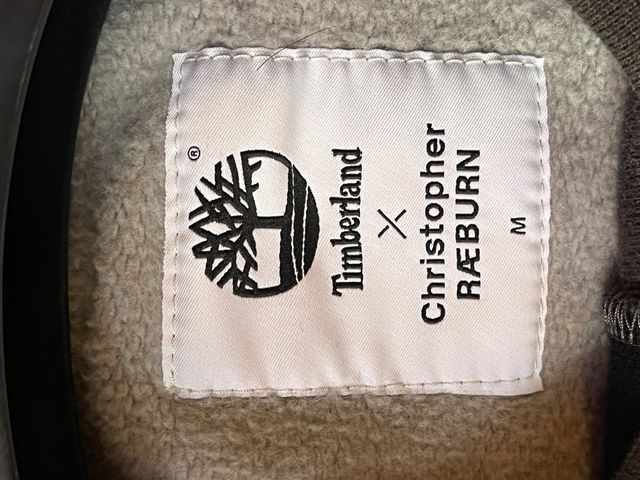 ®
Timberland
×
Christopher
RÆBURN
M